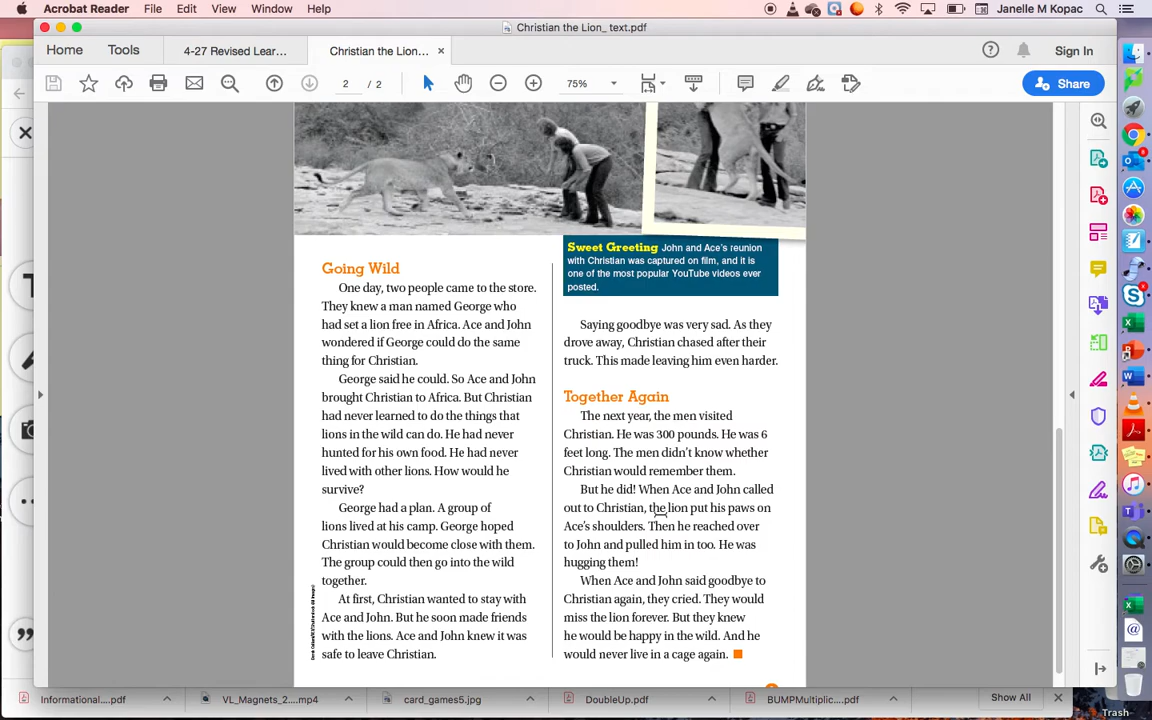 Acrobat Reader File Edit View Window Help Janelle M Kopac
Christian the Lion_ text.pdf
Home Tools 4-27 Revised Lear... Christian the Lion... × Sign In
2 / 2 75% Share
Sweet Greeting John and Ace's reunion
with Christian was captured on film, and it is
one of the most popular YouTube videos ever
posted.
Going Wild
One day, two people came to the store.
They knew a man named George who
had set a lion free in Africa. Ace and John
wondered if George could do the same
thing for Christian.
George said he could. So Ace and John
brought Christian to Africa. But Christian
had never learned to do the things that
lions in the wild can do. He had never
hunted for his own food. He had never
lived with other lions. How would he
survive?
George had a plan. A group of
lions lived at his camp. George hoped
Christian would become close with them.
The group could then go into the wild
together.
At first, Christian wanted to stay with
Ace and John. But he soon made friends
with the lions. Ace and John knew it was
safe to leave Christian.
Saying goodbye was very sad. As they
drove away, Christian chased after their
truck. This made leaving him even harder.
Together Again
The next year, the men visited
Christian. He was 300 pounds. He was 6
feet long. The men didn't know whether
Christian would remember them.
But he did! When Ace and John called
out to Christian, the lion put his paws on
Ace's shoulders. Then he reached over
to John and pulled him in too. He was
hugging them!
When Ace and John said goodbye to
Christian again, they cried. They would
miss the lion forever. But they knew
he would be happy in the wild. And he
would never live in a cage again.
Informational....pdf VL_Magnets_2....mp4 card_games5.jpg DoubleUp.pdf BUMPMultiplic....pdf Show All
Trash